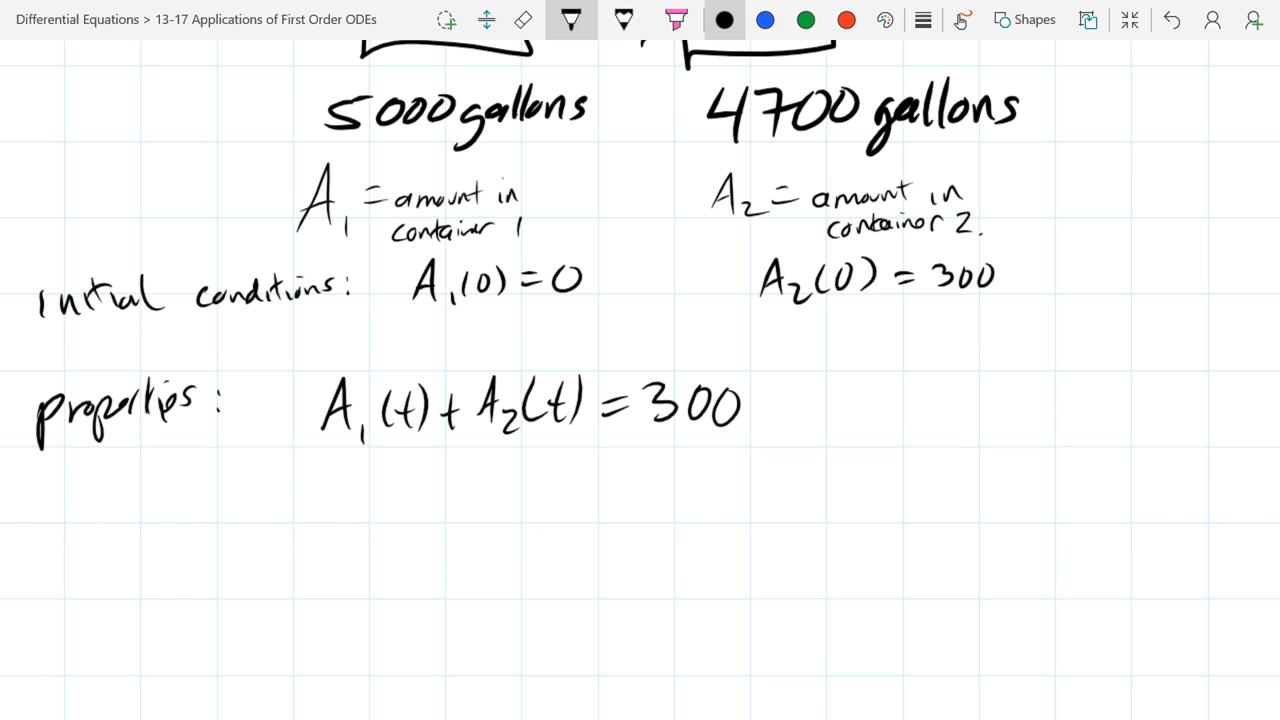 Differential Equations > 13-17 Applications of First Order ODEs
Shapes
5000 gallons 4700 gallons
A₁ = amount in container 1
A₂ = amount in container 2.
Initial conditions: A₁(0) = 0 A₂(0) = 300
properties: A₁(t) + A₂(t) = 300